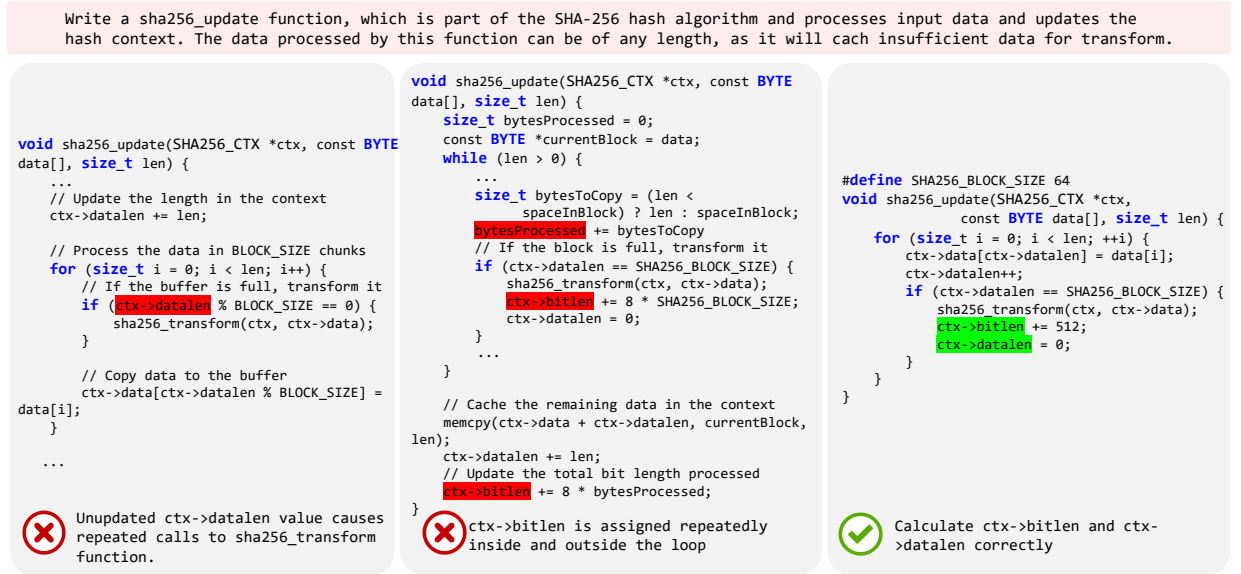 Write a sha256_update function, which is part of the SHA-256 hash algorithm and processes input data and updates the
hash context. The data processed by this function can be of any length, as it will cach insufficient data for transform.
void sha256_update(SHA256_CTX *ctx, const BYTE
data[], size_t len) {
    ...
    // Update the length in the context
    ctx->datalen += len;
    // Process the data in BLOCK_SIZE chunks
    for (size_t i = 0; i < len; i++) {
        // If the buffer is full, transform it
        if (ctx->datalen % BLOCK_SIZE == 0) {
            sha256_transform(ctx, ctx->data);
        }
        // Copy data to the buffer
        ctx->data[ctx->datalen % BLOCK_SIZE] =
data[i];
    }
    ...
Unupdated ctx->datalen value causes
repeated calls to sha256_transform
function.
void sha256_update(SHA256_CTX *ctx, const BYTE
data[], size_t len) {
    size_t bytesProcessed = 0;
    const BYTE *currentBlock = data;
    while (len > 0) {
        ...
        size_t bytesToCopy = (len <
            spaceInBlock) ? len : spaceInBlock;
        bytesProcessed += bytesToCopy
        // If the block is full, transform it
        if (ctx->datalen == SHA256_BLOCK_SIZE) {
            sha256_transform(ctx, ctx->data);
            ctx->bitlen += 8 * SHA256_BLOCK_SIZE;
            ctx->datalen = 0;
        }
        ...
    }
    // Cache the remaining data in the context
    memcpy(ctx->data + ctx->datalen, currentBlock,
len);
    ctx->datalen += len;
    // Update the total bit length processed
    ctx->bitlen += 8 * bytesProcessed;
}
ctx->bitlen is assigned repeatedly
inside and outside the loop
#define SHA256_BLOCK_SIZE 64
void sha256_update(SHA256_CTX *ctx,
            const BYTE data[], size_t len) {
    for (size_t i = 0; i < len; ++i) {
        ctx->data[ctx->datalen] = data[i];
        ctx->datalen++;
        if (ctx->datalen == SHA256_BLOCK_SIZE) {
            sha256_transform(ctx, ctx->data);
            ctx->bitlen += 512;
            ctx->datalen = 0;
        }
    }
}
Calculate ctx->bitlen and ctx-
>datalen correctly